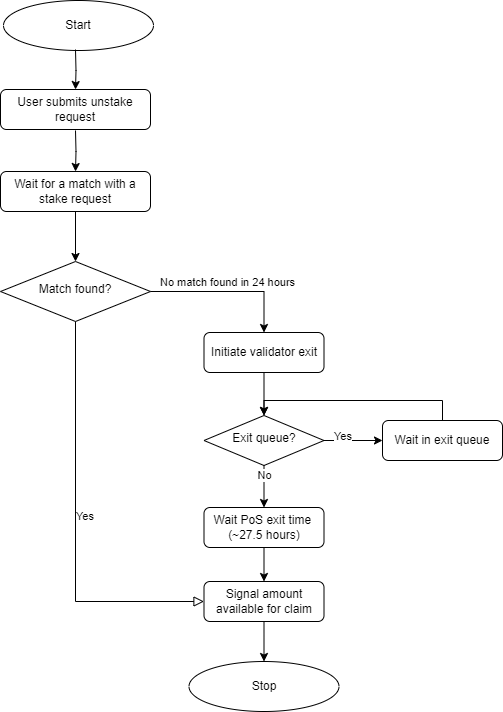 Start
User submits unstake
request
Wait for a match with a
stake request
Match found?
No match found in 24 hours
Initiate validator exit
Exit queue?
Yes
Wait in exit queue
No
Yes
Wait PoS exit time
(~27.5 hours)
Signal amount
available for claim
Stop